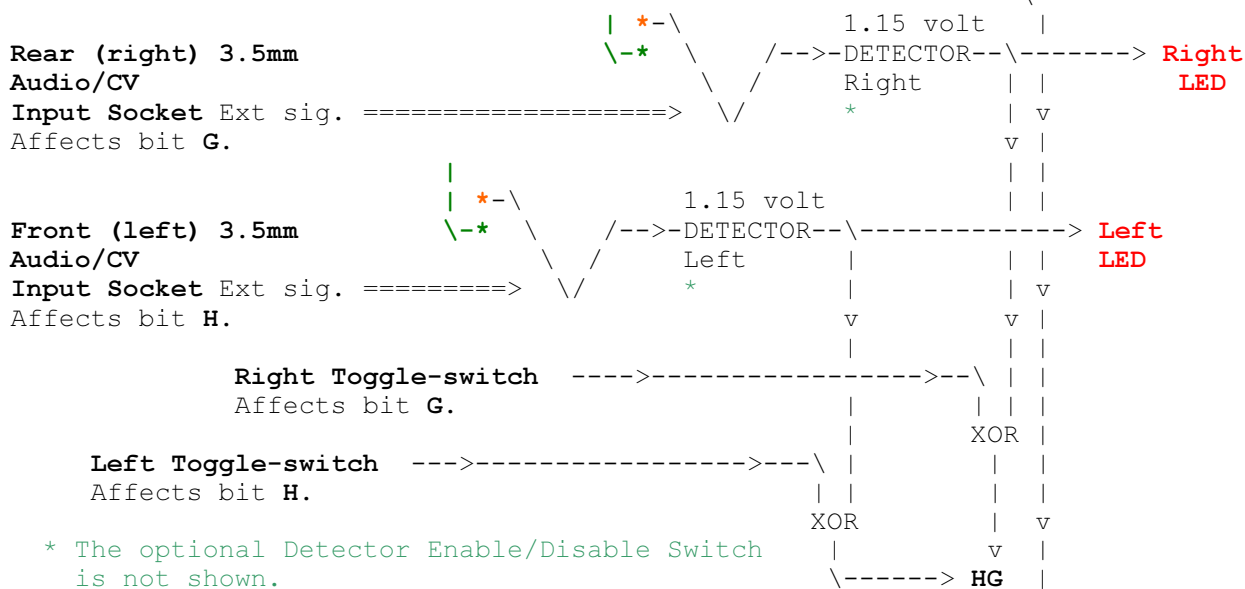 \
| *-\ 1.15 volt |
Rear (right) 3.5mm \-* \ /-->-DETECTOR--\-------> Right
Audio/CV \ / Right | | LED
Input Socket Ext sig. ===================> \/ * | v
Affects bit G. v |
| | |
| *-\ 1.15 volt | |
Front (left) 3.5mm \-* \ /-->-DETECTOR--\-------------> Left
Audio/CV \ / Left | | | LED
Input Socket Ext sig. =========> \/ * | | v
Affects bit H. v v |
| | |
Right Toggle-switch ---->----------------->--\ | |
Affects bit G. | | | |
| XOR |
Left Toggle-switch --->----------------->---\ | | |
Affects bit H. | | | |
XOR | v
* The optional Detector Enable/Disable Switch | v |
is not shown. \------> HG |